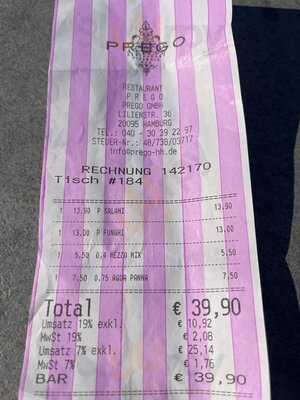 PREGO
RESTAURANT
P R E G O
PREGO GMBH
LILIENSTR. 36
20095 HAMBURG
TEL.: 040 - 30 39 22 97
STEUER-Nr.: 48/736/03717
info@prego-hh.de
RECHNUNG 142170
Tisch #184
1 13,90 P SALAMI 13,90
1 13,00 P FUNGHI 13,00
1 5,50 0,4 MEZZO MIX 5,50
1 7,50 0,75 AQUA PANNA 7,50
Total € 39,90
Umsatz 19% exkl. € 10,92
MwSt 19% € 2,08
Umsatz 7% exkl. € 25,14
MwSt 7% € 1,76
BAR € 39,90